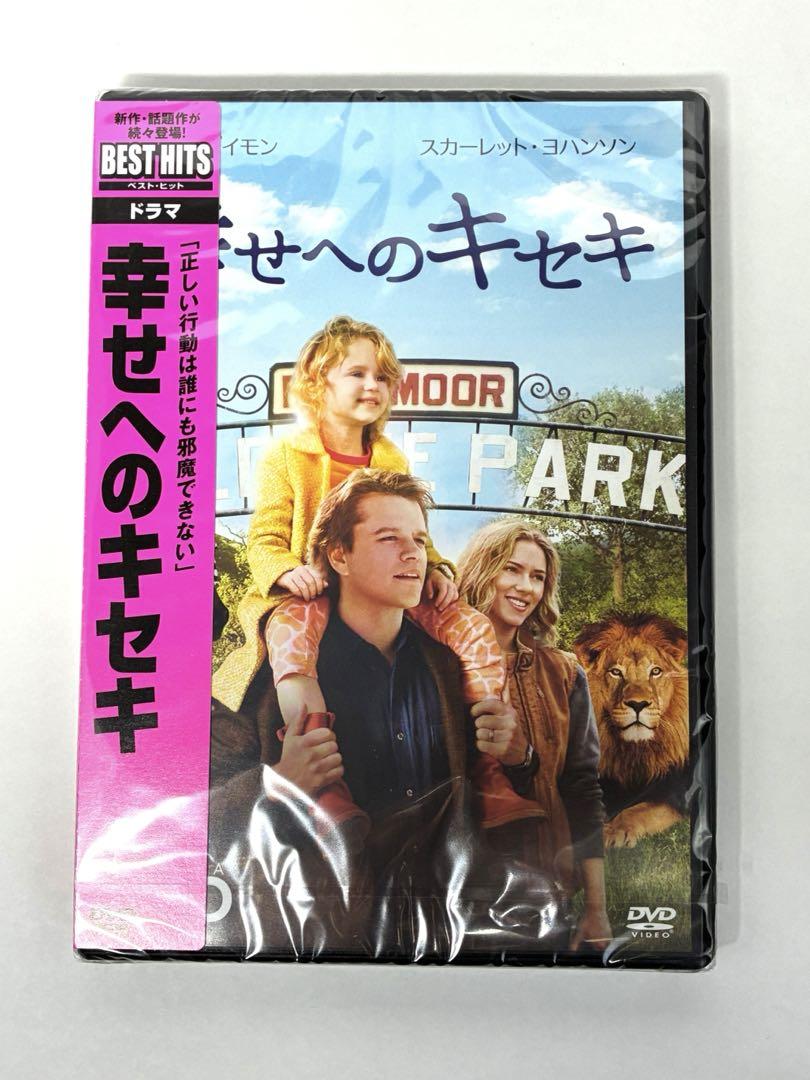 新作・話題作が
続々登場!
BEST HITS
ベスト・ヒット
ドラマ
「正しい行動は誰にも邪魔できない」
幸せへのキセキ
イモン
スカーレット・ヨハンソン
せへのキセキ
MOOR
PARK
DVD
VIDEO